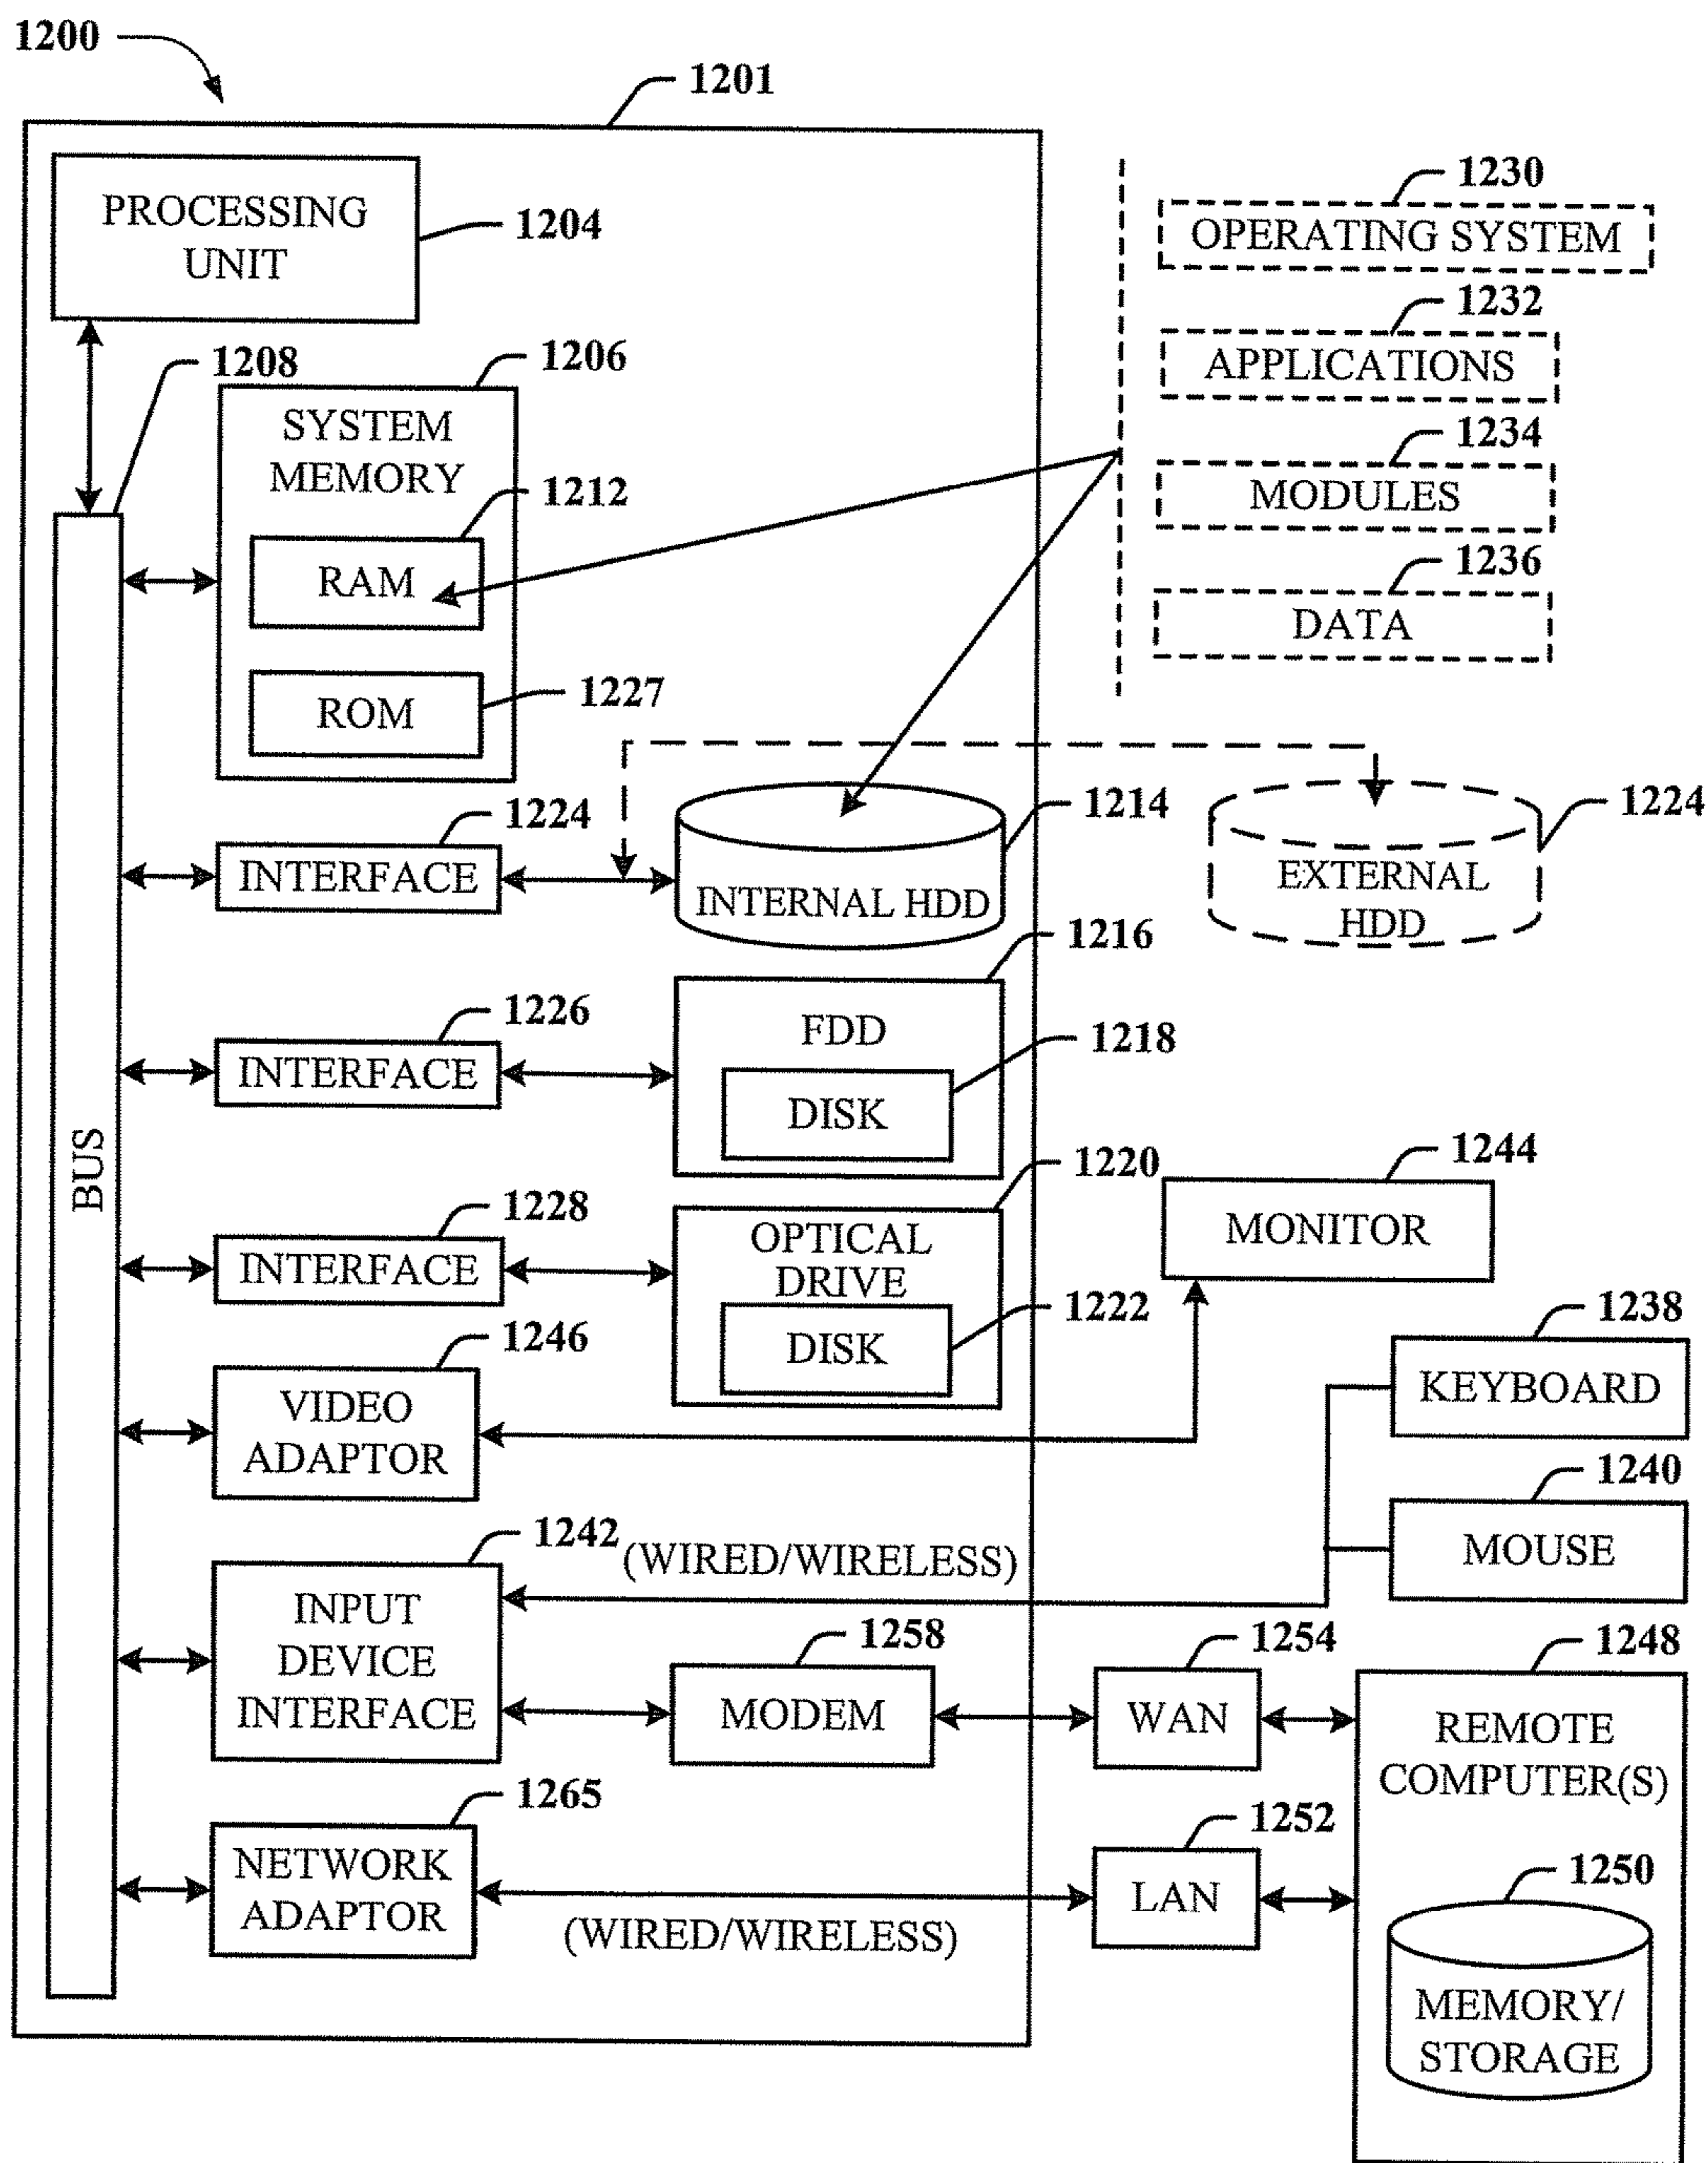 1200
1201
PROCESSING
UNIT
1204
1230
OPERATING SYSTEM
1232
APPLICATIONS
1234
MODULES
1236
DATA
1208
1206
SYSTEM
MEMORY
1212
RAM
1227
ROM
1224
INTERFACE
1214
INTERNAL HDD
1224
EXTERNAL
HDD
1216
FDD
1226
INTERFACE
1218
DISK
BUS
1220
OPTICAL
DRIVE
1228
INTERFACE
1222
DISK
1244
MONITOR
1246
VIDEO
ADAPTOR
1238
KEYBOARD
1240
MOUSE
1242
(WIRED/WIRELESS)
INPUT
DEVICE
INTERFACE
1258
MODEM
1254
WAN
1248
REMOTE
COMPUTER(S)
1265
NETWORK
ADAPTOR
(WIRED/WIRELESS)
1252
LAN
1250
MEMORY/
STORAGE